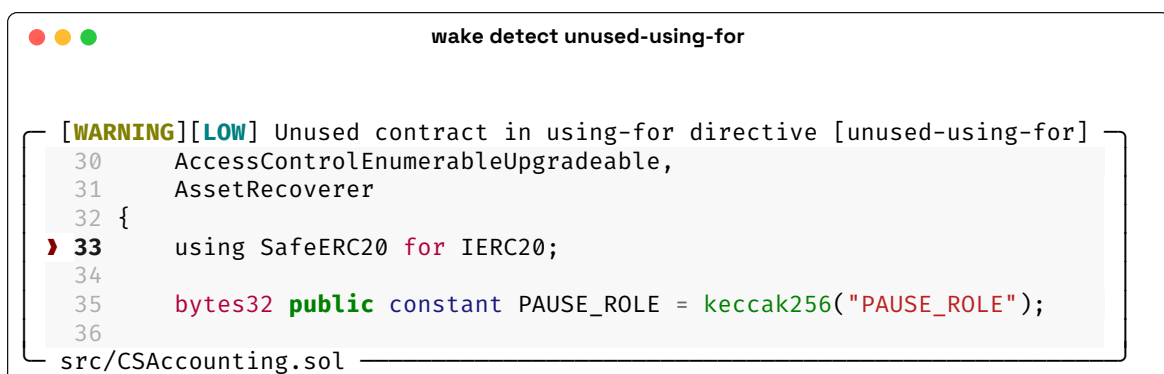 wake detect unused-using-for
[WARNING][LOW] Unused contract in using-for directive [unused-using-for]
30 AccessControlEnumerableUpgradeable,
31 AssetRecoverer
32 {
❱ 33 using SafeERC20 for IERC20;
34
35 bytes32 public constant PAUSE_ROLE = keccak256("PAUSE_ROLE");
36
src/CSAccounting.sol